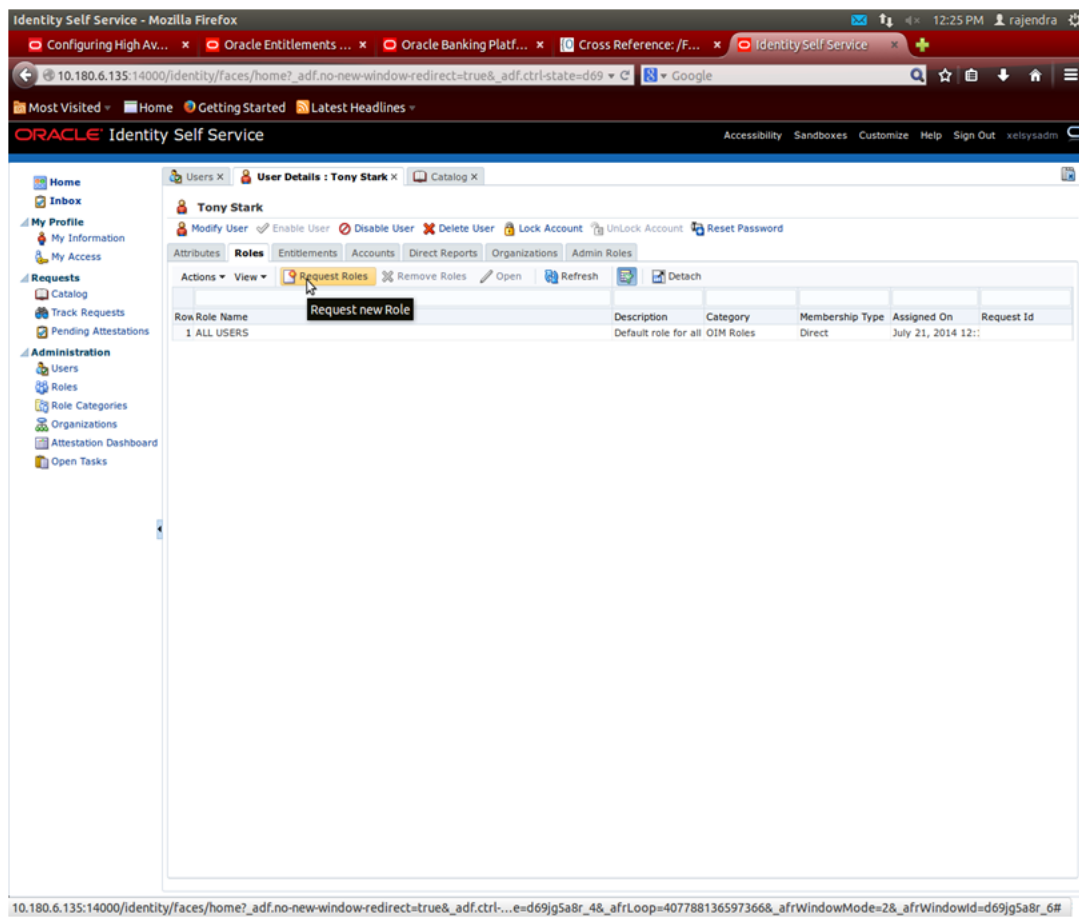 Identity Self Service - Mozilla Firefox 12:25 PM rajendra
Configuring High Av... × Oracle Entitlements ... × Oracle Banking Platf... × Cross Reference: /F... × Identity Self Service ×
10.180.6.135:14000/identity/faces/home?_adf.no-new-window-redirect=true&_adf.ctrl-state=d69 Google
Most Visited Home Getting Started Latest Headlines
ORACLE Identity Self Service Accessibility Sandboxes Customize Help Sign Out xelsysadm
Home
Inbox
My Profile
My Information
My Access
Requests
Catalog
Track Requests
Pending Attestations
Administration
Users
Roles
Role Categories
Organizations
Attestation Dashboard
Open Tasks
Users × User Details : Tony Stark × Catalog ×
Tony Stark
Modify User Enable User Disable User Delete User Lock Account UnLock Account Reset Password
Attributes Roles Entitlements Accounts Direct Reports Organizations Admin Roles
Actions View Request Roles Remove Roles Open Refresh Detach
Request new Role
Row Role Name Description Category Membership Type Assigned On Request Id
1 ALL USERS Default role for all OIM Roles Direct July 21, 2014 12:
10.180.6.135:14000/identity/faces/home?_adf.no-new-window-redirect=true&_adf.ctrl-...e=d69jg5a8r_4&_afrLoop=407788136597366&_afrWindowMode=2&_afrWindowId=d69jg5a8r_6#